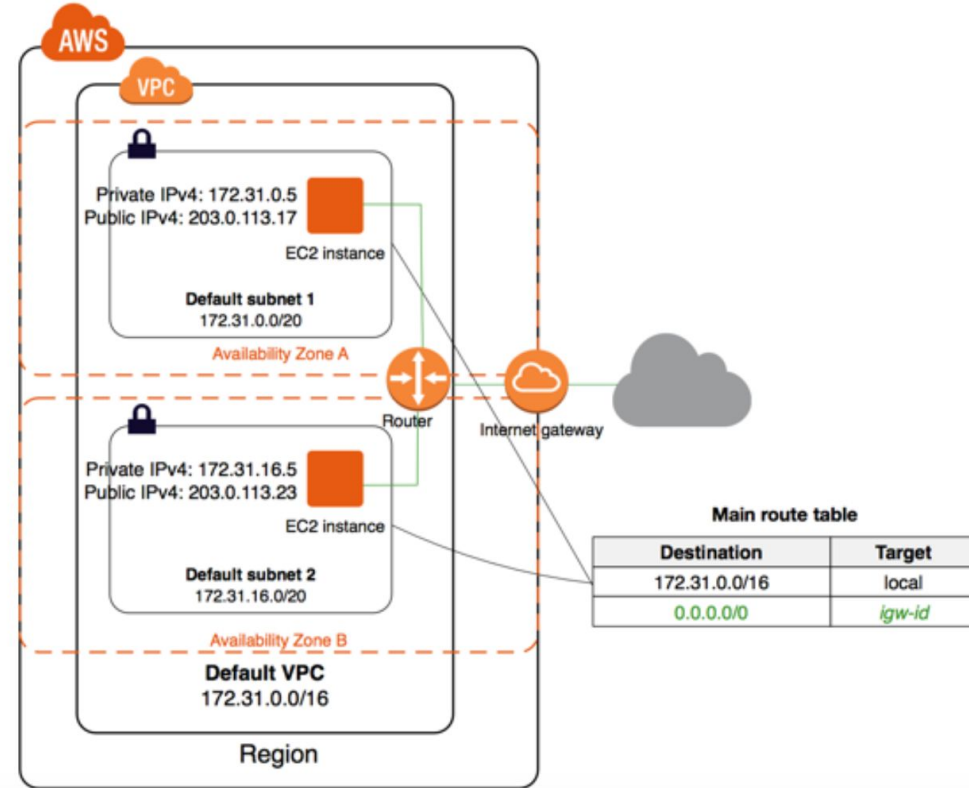 AWS
VPC
Private IPv4: 172.31.0.5
Public IPv4: 203.0.113.17
EC2 instance
Default subnet 1
172.31.0.0/20
Availability Zone A
Router
Internet gateway
Private IPv4: 172.31.16.5
Public IPv4: 203.0.113.23
EC2 instance
Default subnet 2
172.31.16.0/20
Availability Zone B
Default VPC
172.31.0.0/16
Region
Main route table
Destination Target
172.31.0.0/16 local
0.0.0.0/0 igw-id